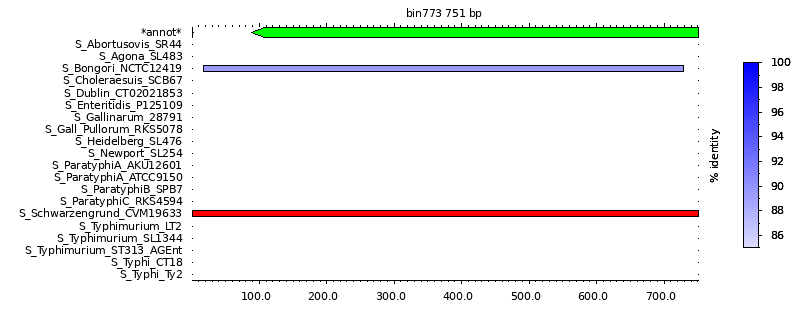 bin773 751 bp
*annot*
S_Abortusovis_SR44
S_Agona_SL483
S_Bongori_NCTC12419
S_Choleraesuis_SCB67
S_Dublin_CT02021853
S_Enteritidis_P125109
S_Gallinarum_28791
S_Gall_Pullorum_RKS5078
S_Heidelberg_SL476
S_Newport_SL254
S_ParatyphiA_AKU12601
S_ParatyphiA_ATCC9150
S_ParatyphiB_SPB7
S_ParatyphiC_RKS4594
S_Schwarzengrund_CVM19633
S_Typhimurium_LT2
S_Typhimurium_SL1344
S_Typhimurium_ST313_AGEnt
S_Typhi_CT18
S_Typhi_Ty2
100.0 200.0 300.0 400.0 500.0 600.0 700.0
% identity
100
98
96
94
92
90
88
86